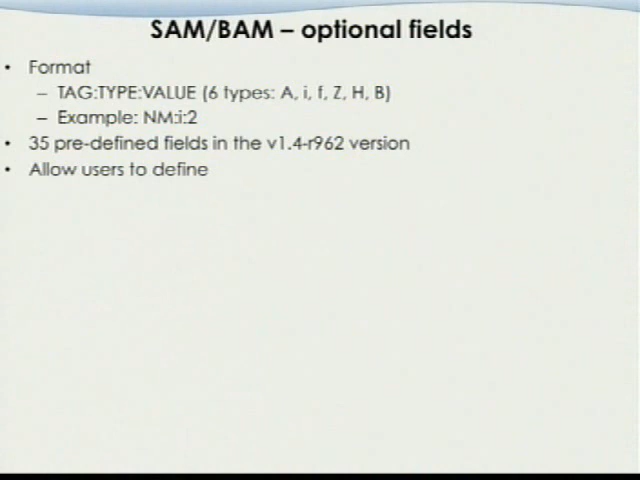 SAM/BAM – optional fields
• Format
– TAG:TYPE:VALUE (6 types: A, i, f, Z, H, B)
– Example: NM:i:2
• 35 pre-defined fields in the v1.4-r962 version
• Allow users to define